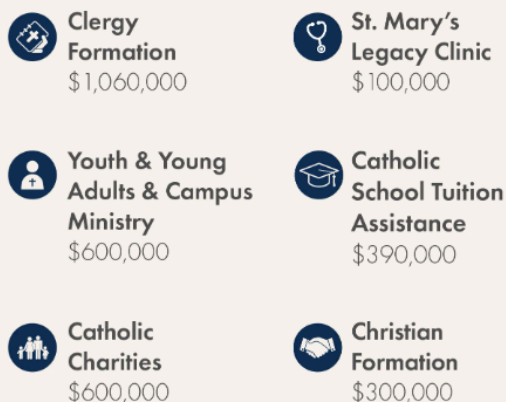 Clergy
Formation
$1,060,000
St. Mary's
Legacy Clinic
$100,000
Youth & Young
Adults & Campus
Ministry
$600,000
Catholic
School Tuition
Assistance
$390,000
Catholic
Charities
$600,000
Christian
Formation
$300,000